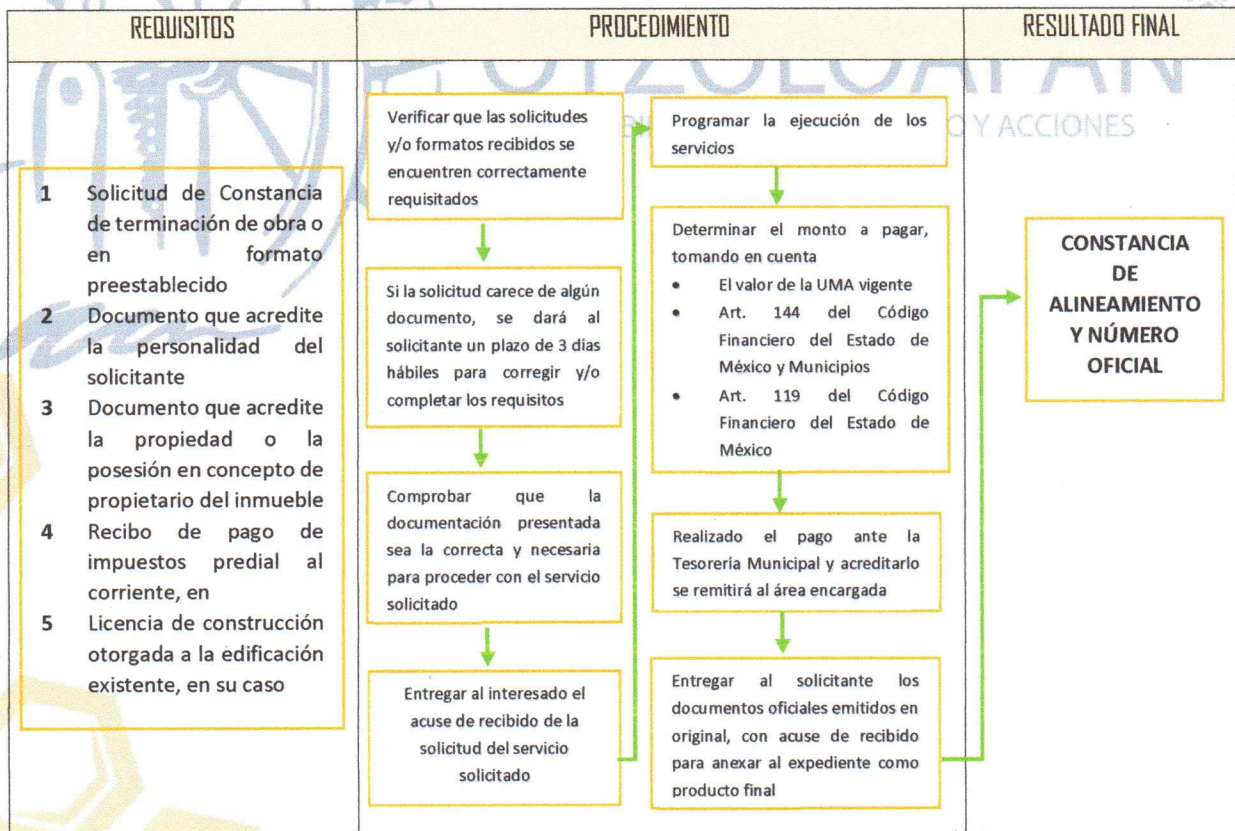 REQUISITOS
PROCEDIMIENTO
RESULTADO FINAL
O Y ACCIONES
1 Solicitud de Constancia
de terminación de obra o
en formato
preestablecido
2 Documento que acredite
la personalidad del
solicitante
3 Documento que acredite
la propiedad o la
posesión en concepto de
propietario del inmueble
4 Recibo de pago de
impuestos predial al
corriente, en
5 Licencia de construcción
otorgada a la edificación
existente, en su caso
Verificar que las solicitudes
y/o formatos recibidos se
encuentren correctamente
requisitados
Si la solicitud carece de algún
documento, se dará al
solicitante un plazo de 3 días
hábiles para corregir y/o
completar los requisitos
Comprobar que la
documentación presentada
sea la correcta y necesaria
para proceder con el servicio
solicitado
Entregar al interesado el
acuse de recibido de la
solicitud del servicio
solicitado
Programar la ejecución de los
servicios
Determinar el monto a pagar,
tomando en cuenta
• El valor de la UMA vigente
• Art. 144 del Código
Financiero del Estado de
México y Municipios
• Art. 119 del Código
Financiero del Estado de
México
Realizado el pago ante la
Tesorería Municipal y acreditarlo
se remitirá al área encargada
Entregar al solicitante los
documentos oficiales emitidos en
original, con acuse de recibido
para anexar al expediente como
producto final
CONSTANCIA
DE
ALINEAMIENTO
Y NÚMERO
OFICIAL